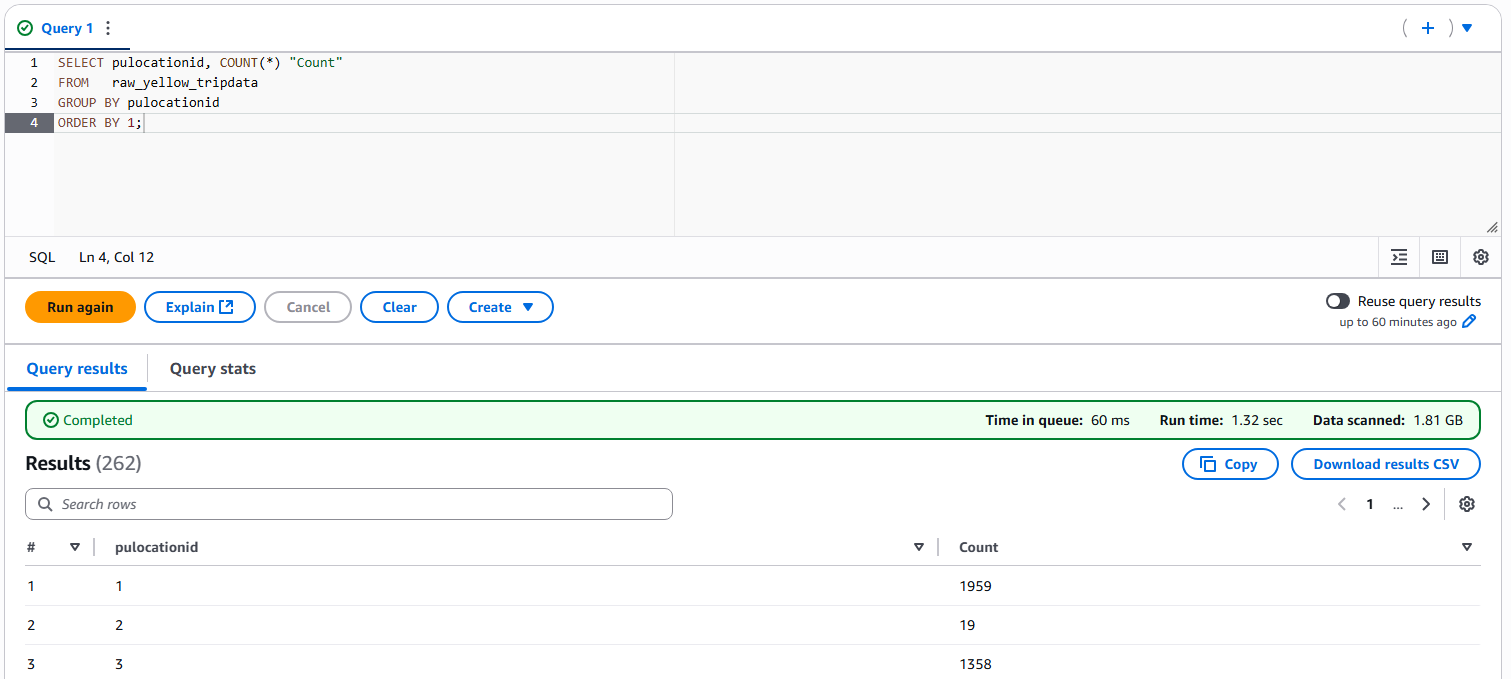 Query 1
1 SELECT pulocationid, COUNT(*) "Count"
2 FROM raw_yellow_tripdata
3 GROUP BY pulocationid
4 ORDER BY 1;
SQL Ln 4, Col 12
Run again Explain Cancel Clear Create Reuse query results
up to 60 minutes ago
Query results Query stats
Completed Time in queue: 60 ms Run time: 1.32 sec Data scanned: 1.81 GB
Results (262) Copy Download results CSV
Search rows 1 ...
# pulocationid Count
1 1 1959
2 2 19
3 3 1358